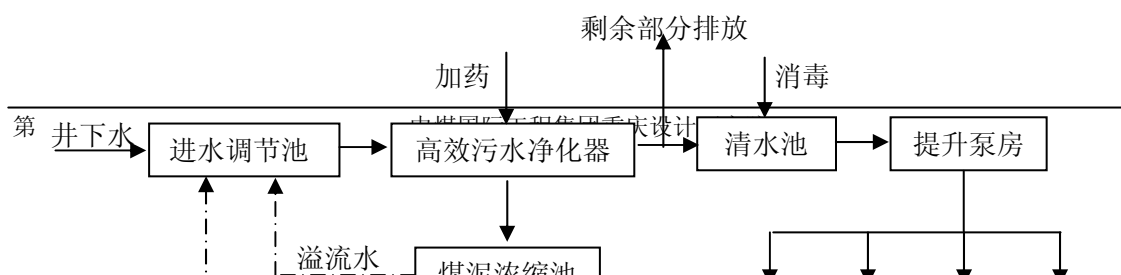 剩余部分排放
加药
消毒
第
井下水
进水调节池
高效污水净化器
清水池
提升泵房
溢流水
煤泥浓缩池